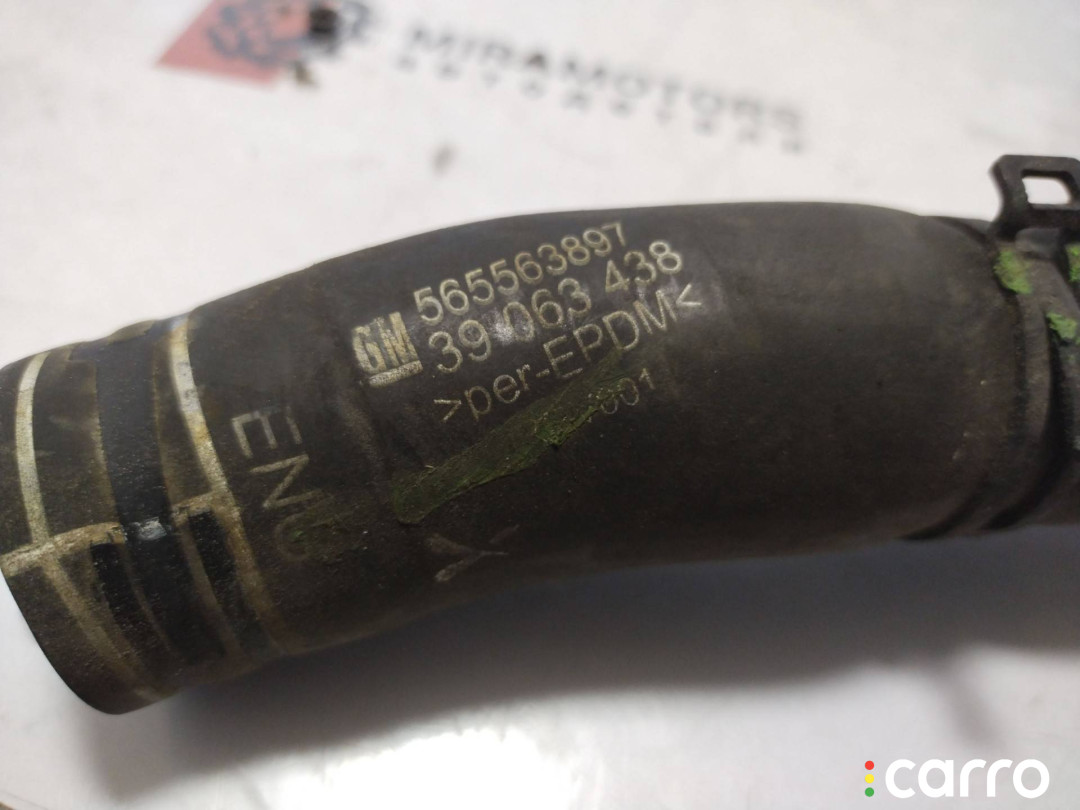 MIRAMOTORS
GM
565563897
39 063 438
>per-EPDM<
ENG
carro